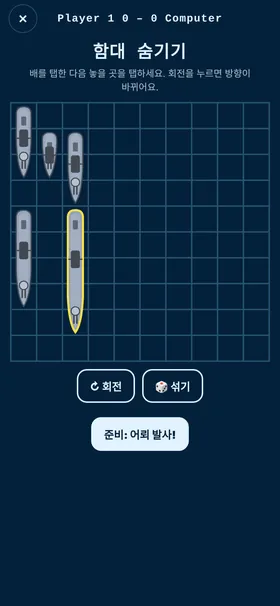 ×
Player 1 0 – 0 Computer
함대 숨기기
배를 탭한 다음 놓을 곳을 탭하세요. 회전을 누르면 방향이
바뀌어요.
↻ 회전
🎲 섞기
준비: 어뢰 발사!